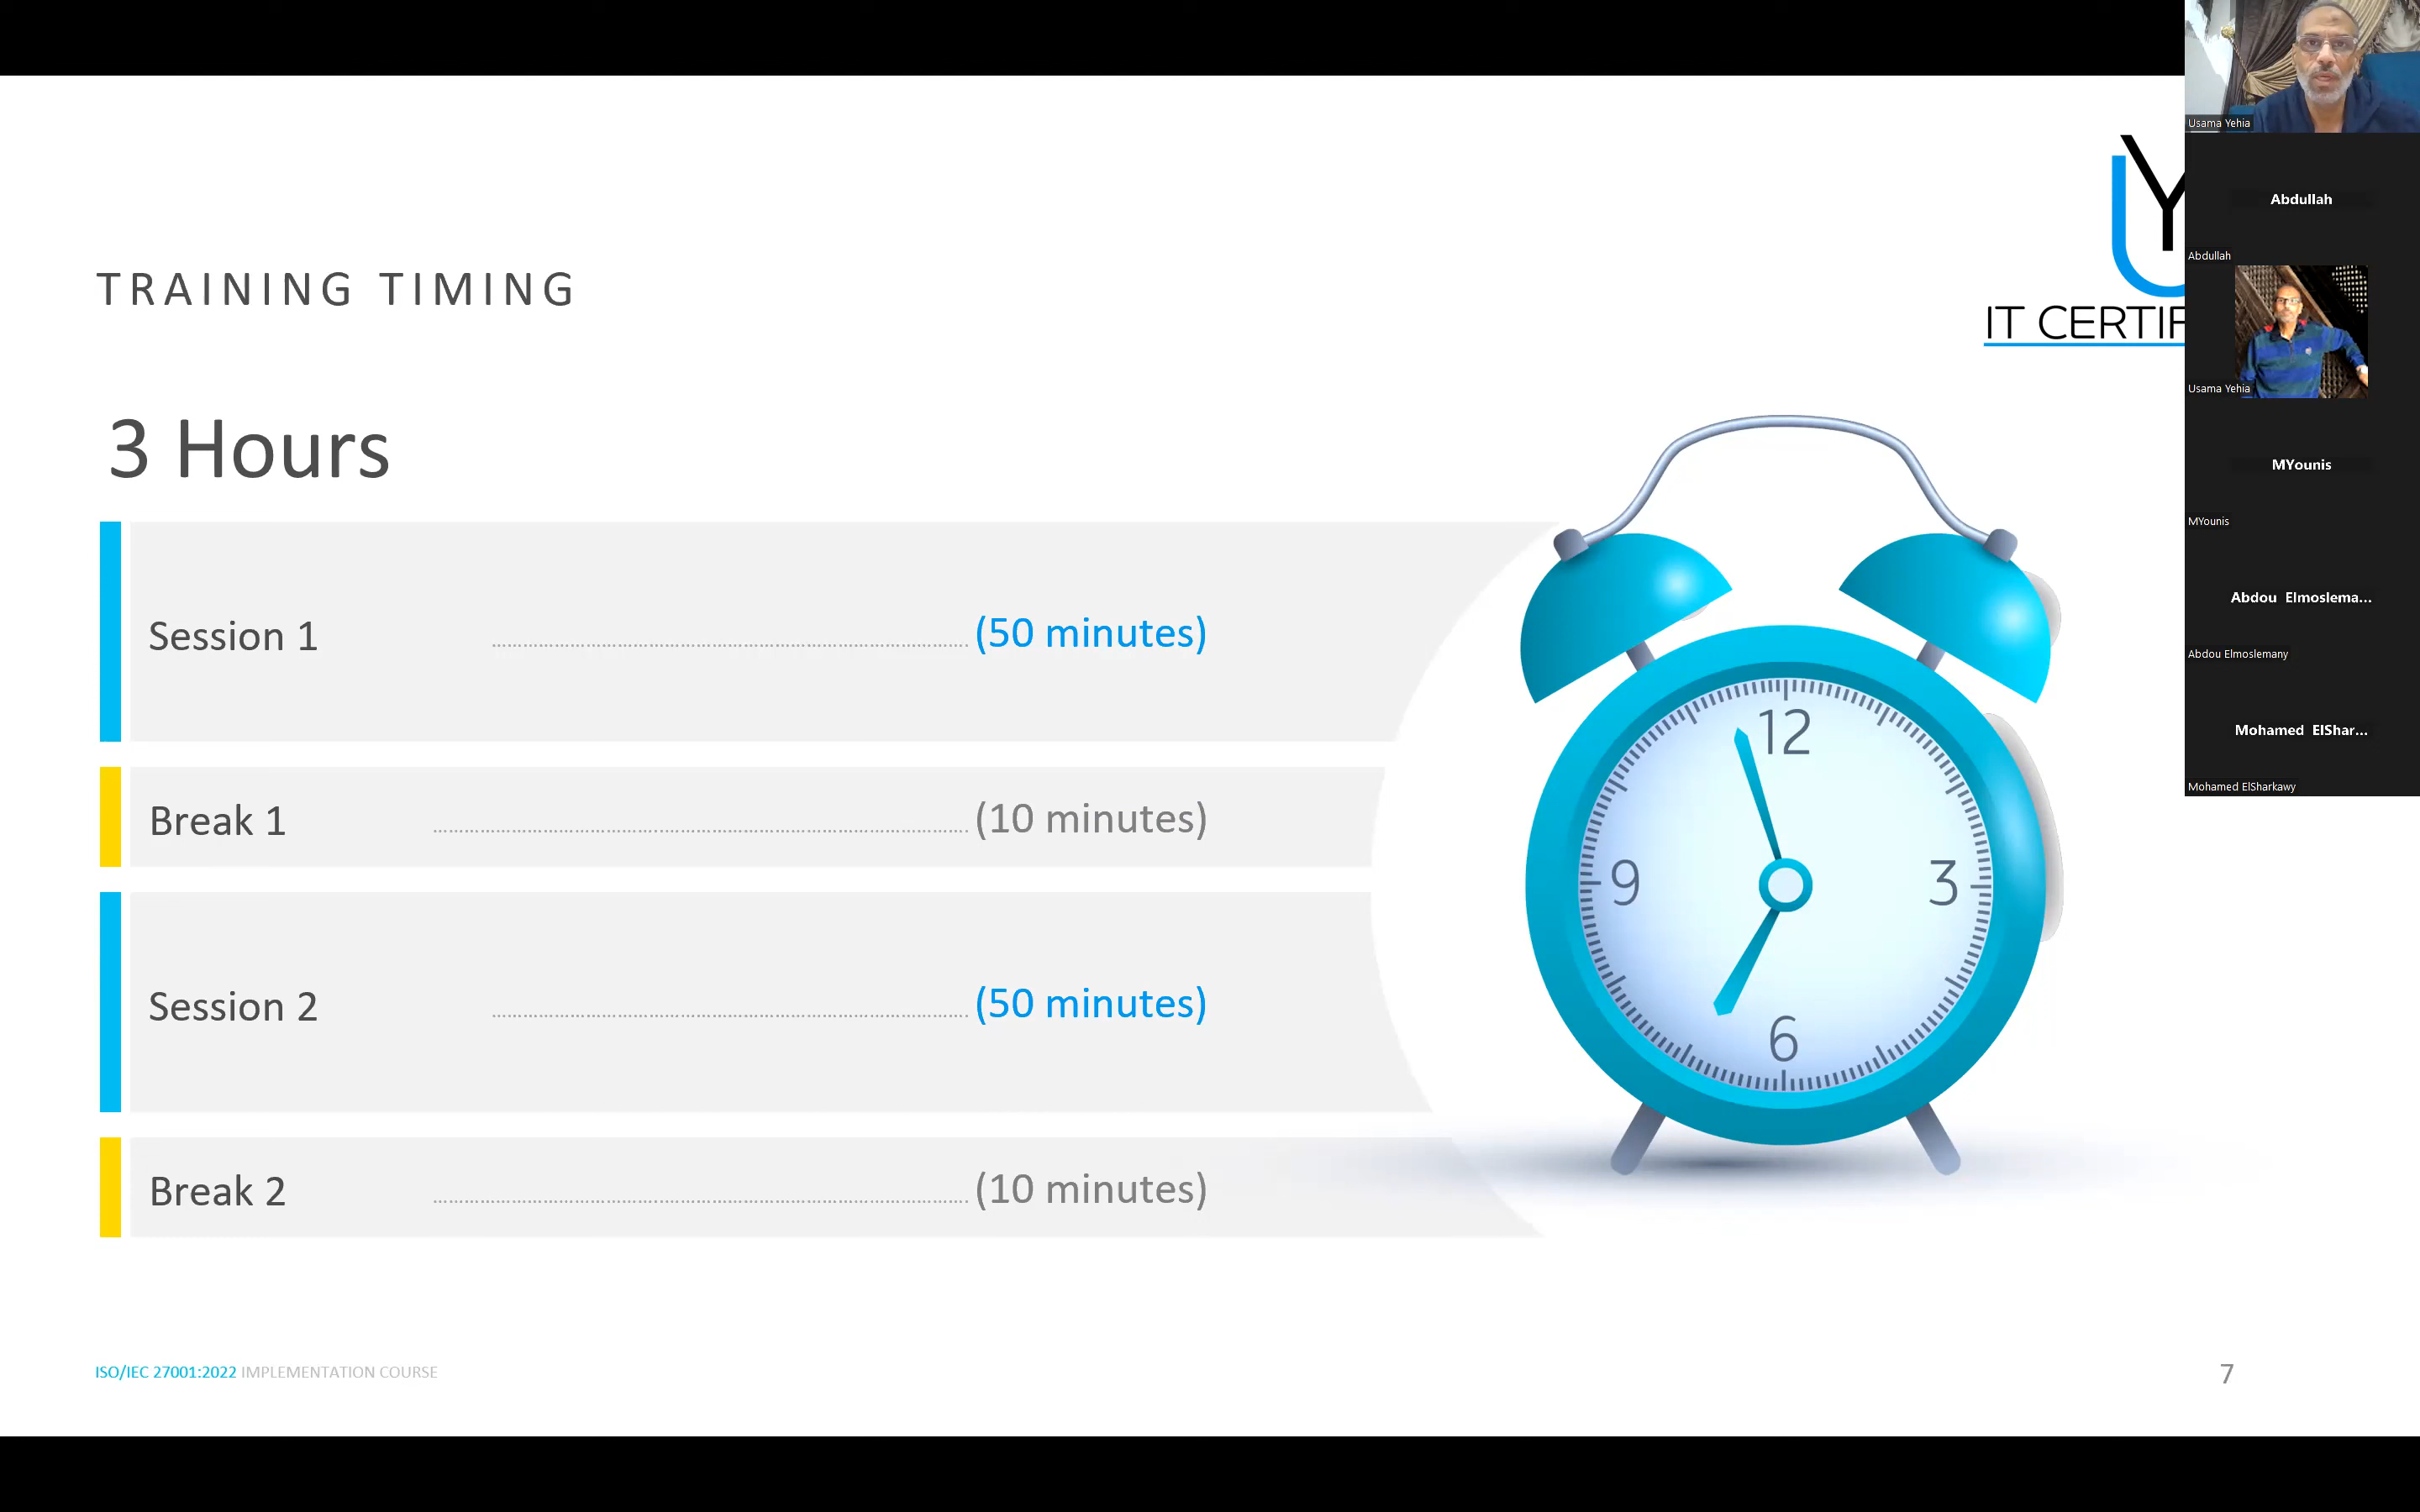 TRAINING TIMING
3 Hours
Session 1 (50 minutes)
Break 1 (10 minutes)
Session 2 (50 minutes)
Break 2 (10 minutes)
12
3
6
9
Y
IT CERTIF
ISO/IEC 27001:2022 IMPLEMENTATION COURSE
7
Usama Yehia
Abdullah
Abdullah
Usama Yehia
MYounis
MYounis
Abdou Elmoslema...
Abdou Elmoslemany
Mohamed ElShar...
Mohamed ElSharkawy